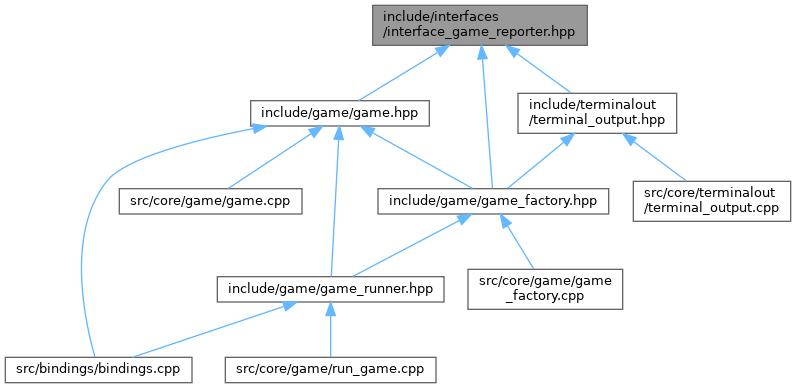 include/interfaces
/interface_game_reporter.hpp
include/game/game.hpp
include/terminalout
/terminal_output.hpp
src/core/game/game.cpp
include/game/game_factory.hpp
src/core/terminalout
/terminal_output.cpp
include/game/game_runner.hpp
src/core/game/game
_factory.cpp
src/bindings/bindings.cpp
src/core/game/run_game.cpp